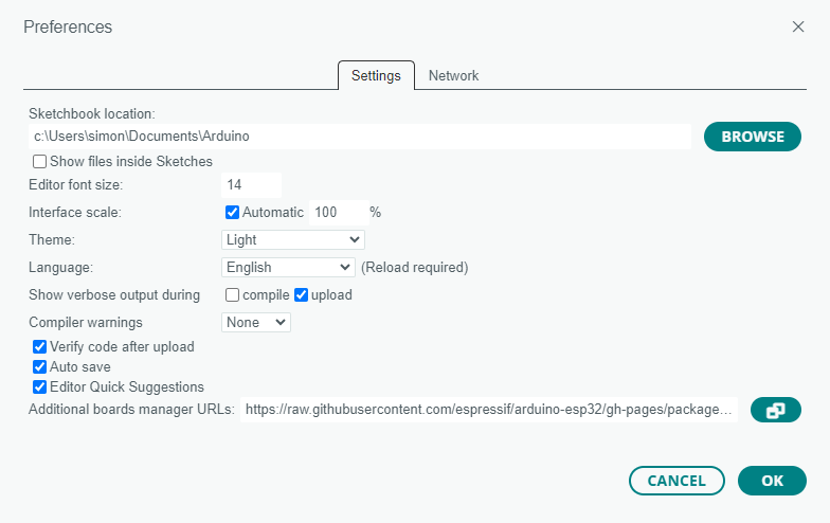 Preferences
Settings Network
Sketchbook location:
c:\Users\simon\Documents\Arduino
BROWSE
Show files inside Sketches
Editor font size: 14
Interface scale: Automatic 100 %
Theme: Light
Language: English (Reload required)
Show verbose output during compile upload
Compiler warnings None
Verify code after upload
Auto save
Editor Quick Suggestions
Additional boards manager URLs: https://raw.githubusercontent.com/espressif/arduino-esp32/gh-pages/package...
CANCEL OK